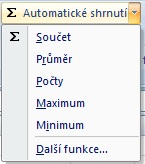 Σ Automatické shrnutí
Σ Součet
Průměr
Počty
Maximum
Minimum
Další funkce...